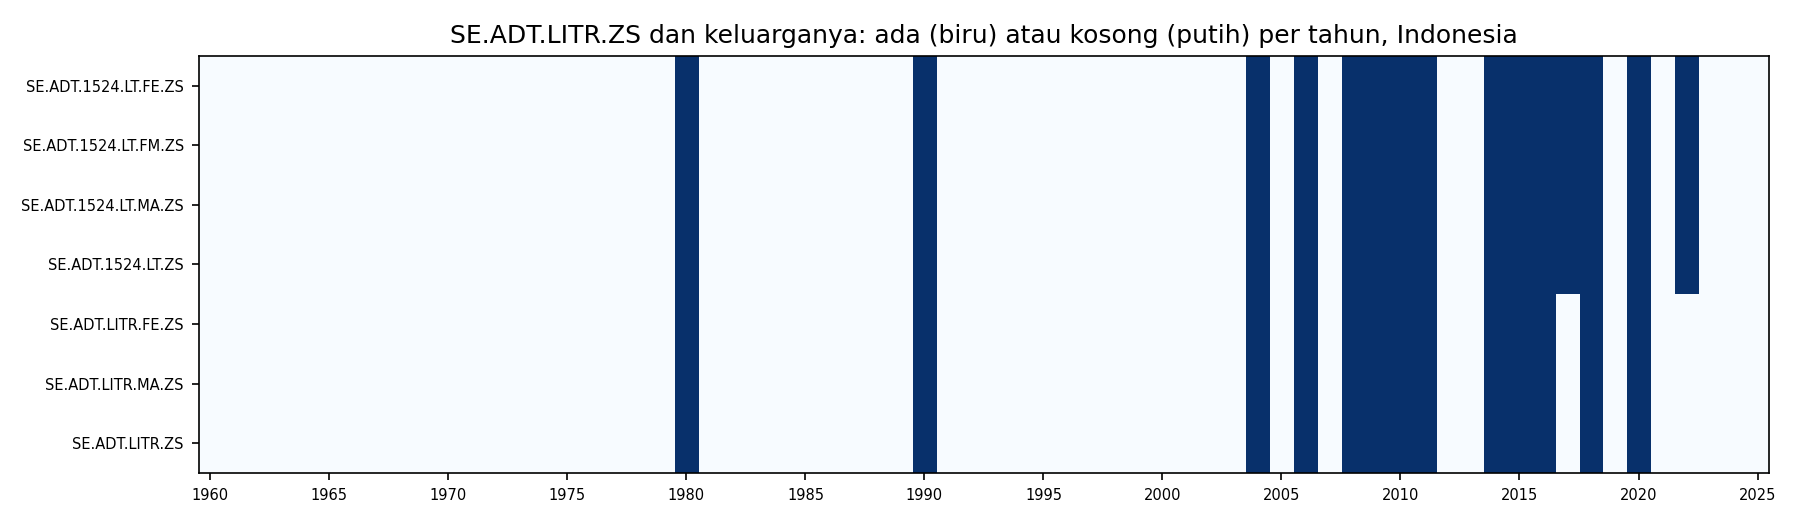 SE.ADT.LITR.ZS dan keluarganya: ada (biru) atau kosong (putih) per tahun, Indonesia
SE.ADT.1524.LT.FE.ZS
SE.ADT.1524.LT.FM.ZS
SE.ADT.1524.LT.MA.ZS
SE.ADT.1524.LT.ZS
SE.ADT.LITR.FE.ZS
SE.ADT.LITR.MA.ZS
SE.ADT.LITR.ZS
1960 1965 1970 1975 1980 1985 1990 1995 2000 2005 2010 2015 2020 2025